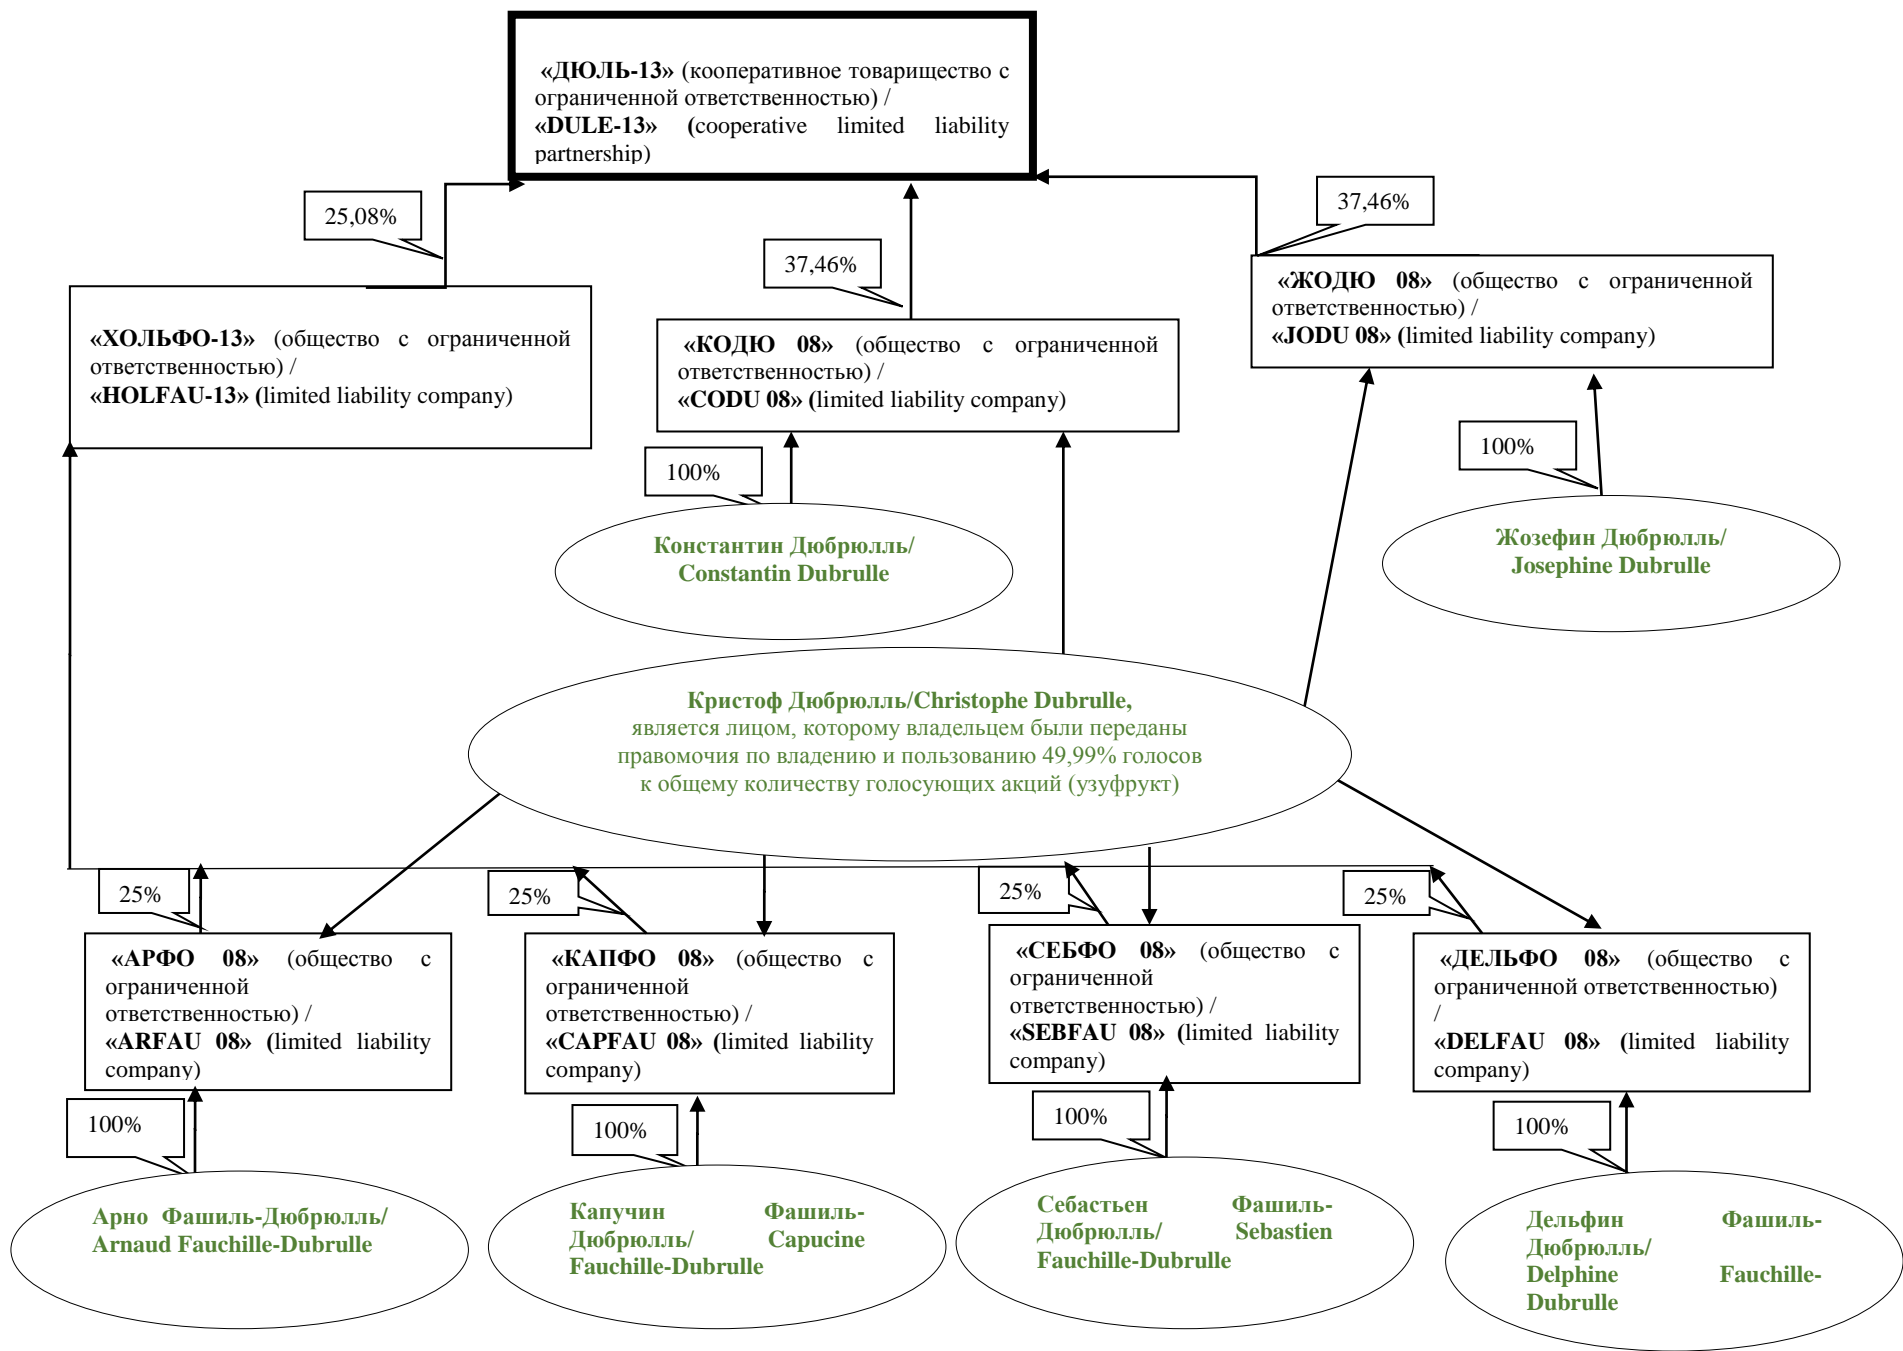 «ДЮЛЬ-13» (кооперативное товарищество с
ограниченной ответственностью) /
«DULE-13» (cooperative limited liability
partnership)
25,08%
37,46%
37,46%
«ХОЛЬФО-13» (общество с ограниченной
ответственностью) /
«HOLFAU-13» (limited liability company)
«КОДЮ 08» (общество с ограниченной
ответственностью) /
«CODU 08» (limited liability company)
«ЖОДЮ 08» (общество с ограниченной
ответственностью) /
«JODU 08» (limited liability company)
100%
100%
Константин Дюбрюлль/
Constantin Dubrulle
Жозефин Дюбрюлль/
Josephine Dubrulle
Кристоф Дюбрюлль/Christophe Dubrulle,
является лицом, которому владельцем были переданы
правомочия по владению и пользованию 49,99% голосов
к общему количеству голосующих акций (узуфрукт)
25%
25%
25%
25%
«АРФО 08» (общество с
ограниченной
ответственностью) /
«ARFAU 08» (limited liability
company)
«КАПФО 08» (общество с
ограниченной
ответственностью) /
«CAPFAU 08» (limited liability
company)
«СЕБФО 08» (общество с
ограниченной
ответственностью) /
«SEBFAU 08» (limited liability
company)
«ДЕЛЬФО 08» (общество с
ограниченной ответственностью)
/
«DELFAU 08» (limited liability
company)
100%
100%
100%
100%
Арно Фашиль-Дюбрюлль/
Arnaud Fauchille-Dubrulle
Капучин Фашиль-
Дюбрюлль/ Capucine
Fauchille-Dubrulle
Себастьен Фашиль-
Дюбрюлль/ Sebastien
Fauchille-Dubrulle
Дельфин Фашиль-
Дюбрюлль/
Delphine Fauchille-
Dubrulle